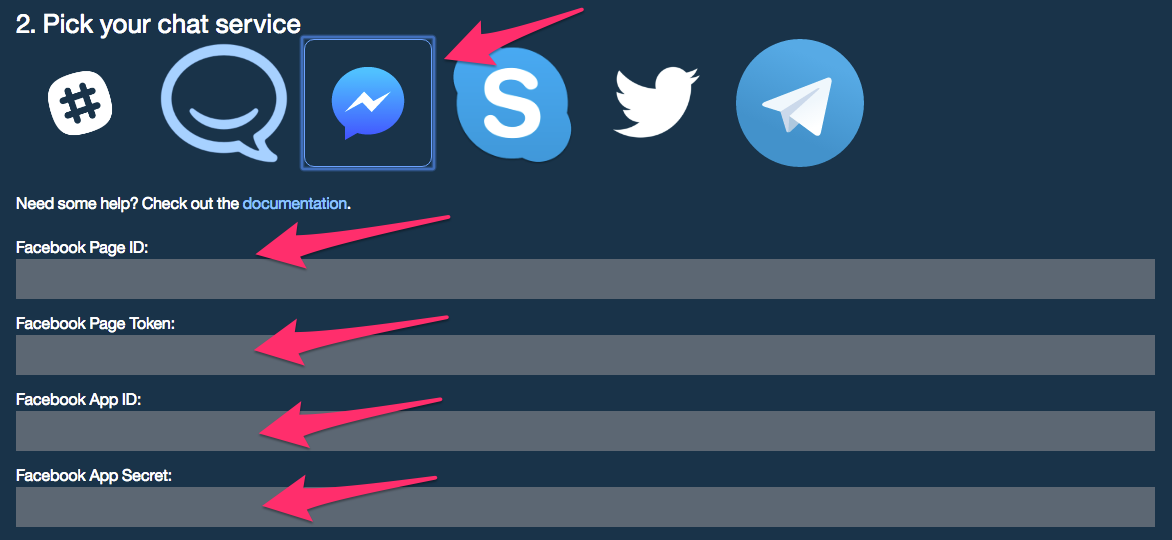 2. Pick your chat service
Need some help? Check out the documentation.
Facebook Page ID:
Facebook Page Token:
Facebook App ID:
Facebook App Secret: